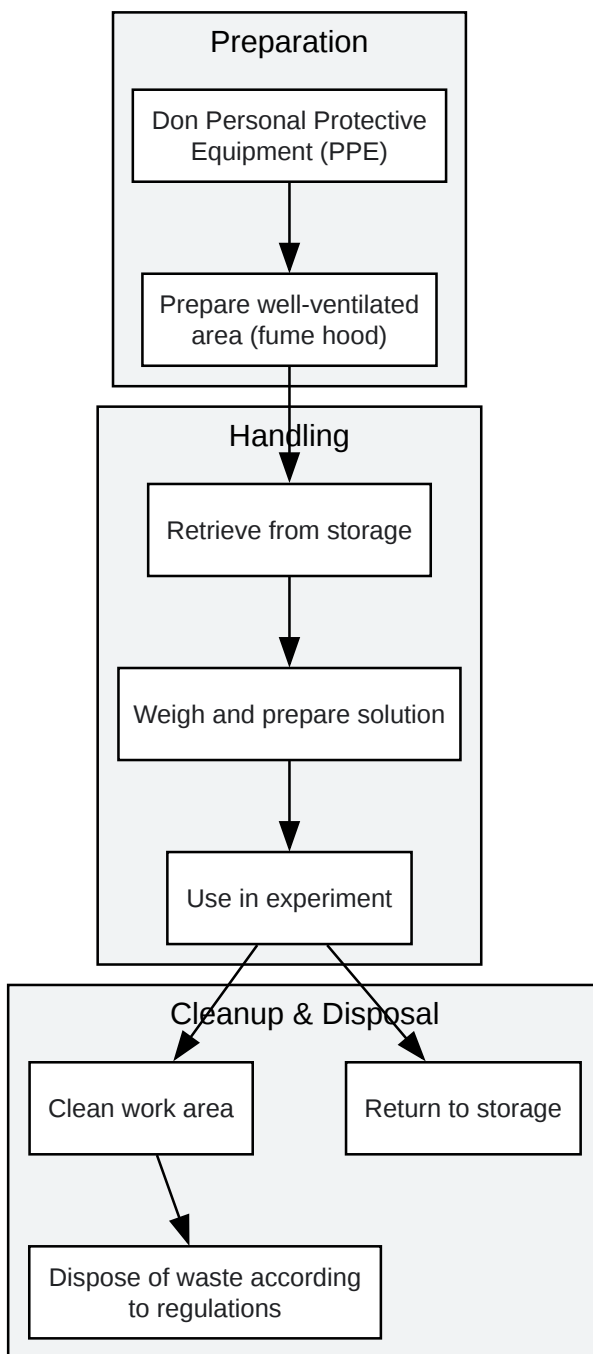 Preparation
Don Personal Protective
Equipment (PPE)
Prepare well-ventilated
area (fume hood)
Handling
Retrieve from storage
Weigh and prepare solution
Use in experiment
Cleanup & Disposal
Clean work area
Return to storage
Dispose of waste according
to regulations